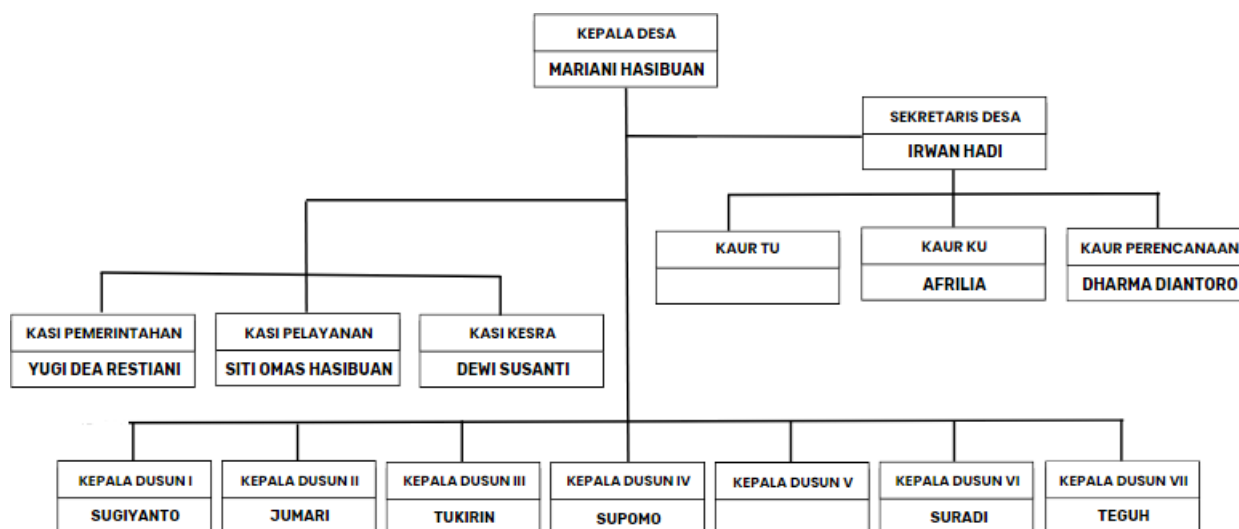 KEPALA DESA
MARIANI HASIBUAN
SEKRETARIS DESA
IRWAN HADI
KAUR TU
KAUR KU
AFRILIA
KAUR PERENCANAAN
DHARMA DIANTORO
KASI PEMERINTAHAN
YUGI DEA RESTIANI
KASI PELAYANAN
SITI OMAS HASIBUAN
KASI KESRA
DEWI SUSANTI
KEPALA DUSUN I
SUGIYANTO
KEPALA DUSUN II
JUMARI
KEPALA DUSUN III
TUKIRIN
KEPALA DUSUN IV
SUPOMO
KEPALA DUSUN V
KEPALA DUSUN VI
SURADI
KEPALA DUSUN VII
TEGUH